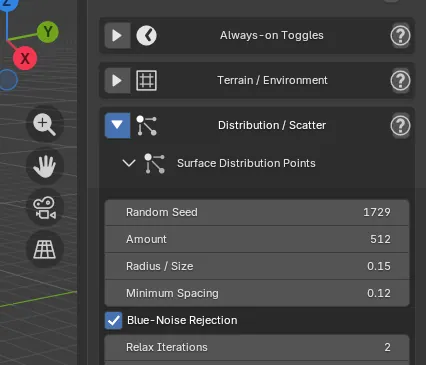 Z
Y
X
Always-on Toggles ?
Terrain / Environment ?
Distribution / Scatter ?
Surface Distribution Points
Random Seed 1729
Amount 512
Radius / Size 0.15
Minimum Spacing 0.12
Blue-Noise Rejection
Relax Iterations 2